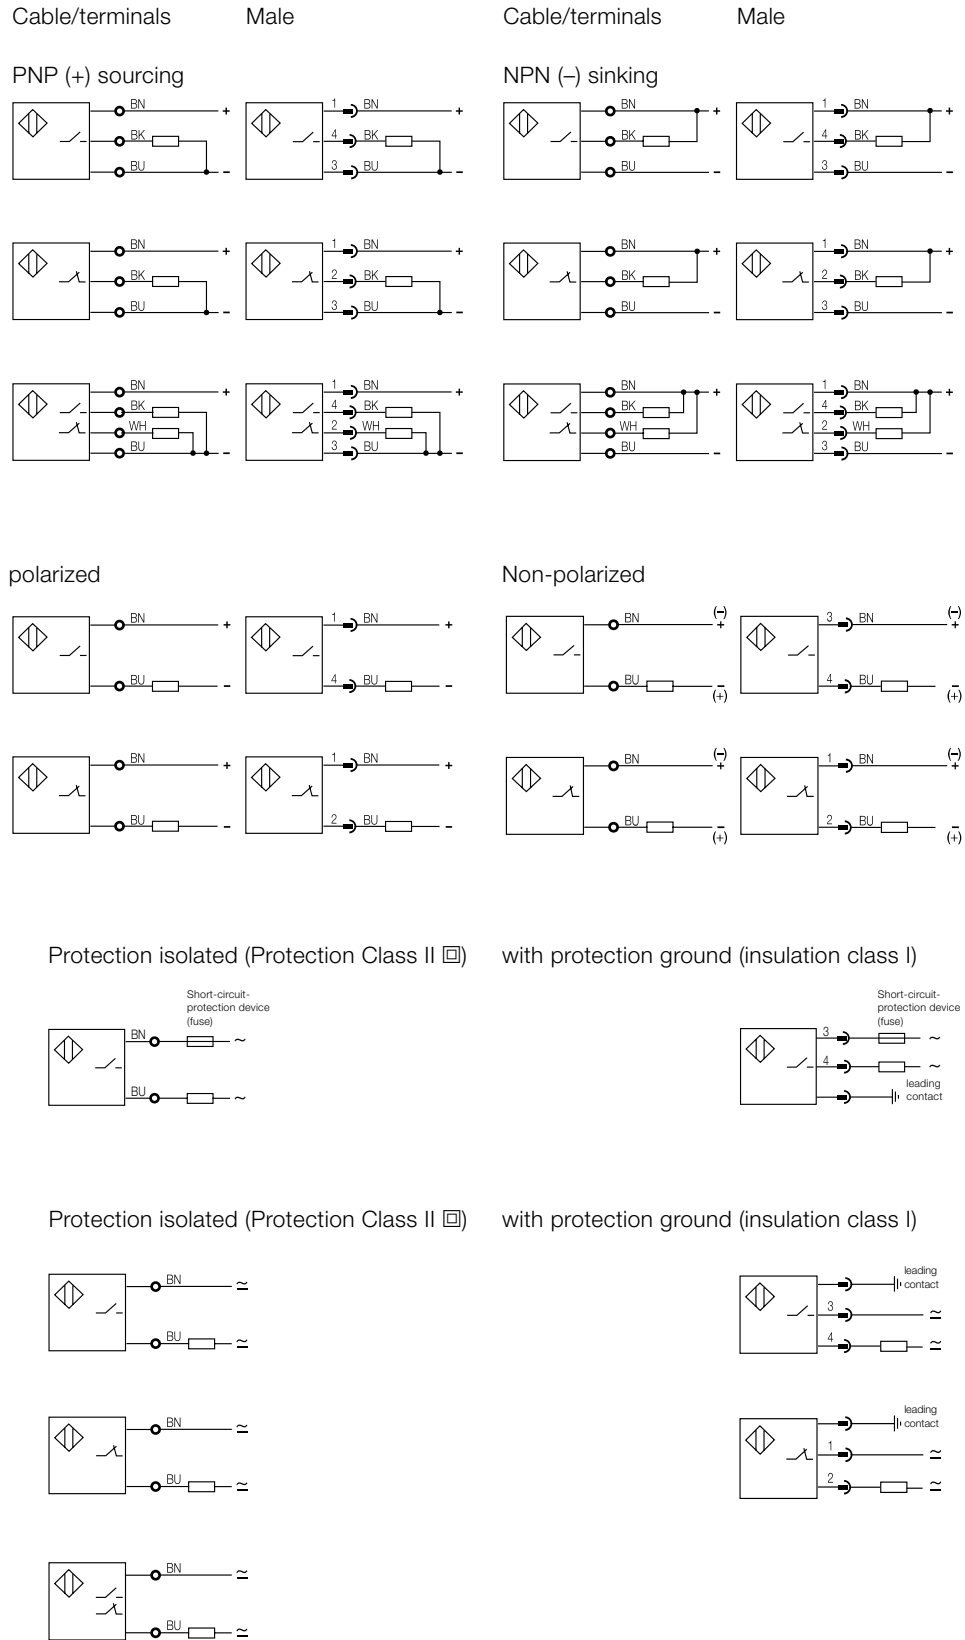 Cable/terminals Male Cable/terminals Male
PNP (+) sourcing NPN (–) sinking
BN + 1 BN + BN + 1 BN +
BK 4 BK BK 4 BK
BU - 3 BU - BU - 3 BU -
BN + 1 BN + BN + 1 BN +
BK 2 BK BK 2 BK
BU - 3 BU - BU - 3 BU -
BN + 1 BN + BN + 1 BN +
BK 4 BK BK 4 BK
WH 2 WH WH 2 WH
BU - 3 BU - BU - 3 BU -
polarized Non-polarized
BN + 1 BN + BN (–) + 3 BN (–) +
BU – 4 BU – BU – (+) 4 BU – (+)
BN + 1 BN + BN (–) + 1 BN (–) +
BU – 2 BU – BU – (+) 2 BU – (+)
Protection isolated (Protection Class II ) with protection ground (insulation class I)
Short-circuit- Short-circuit-
protection device protection device
(fuse) (fuse)
BN ~ 3 ~
4 ~
BU ~ leading
contact
Protection isolated (Protection Class II ) with protection ground (insulation class I)
leading
BN ≃ contact
3 ≃
BU ≃ 4 ≃
leading
BN ≃ contact
1 ≃
BU ≃ 2 ≃
BN ≃
BU ≃